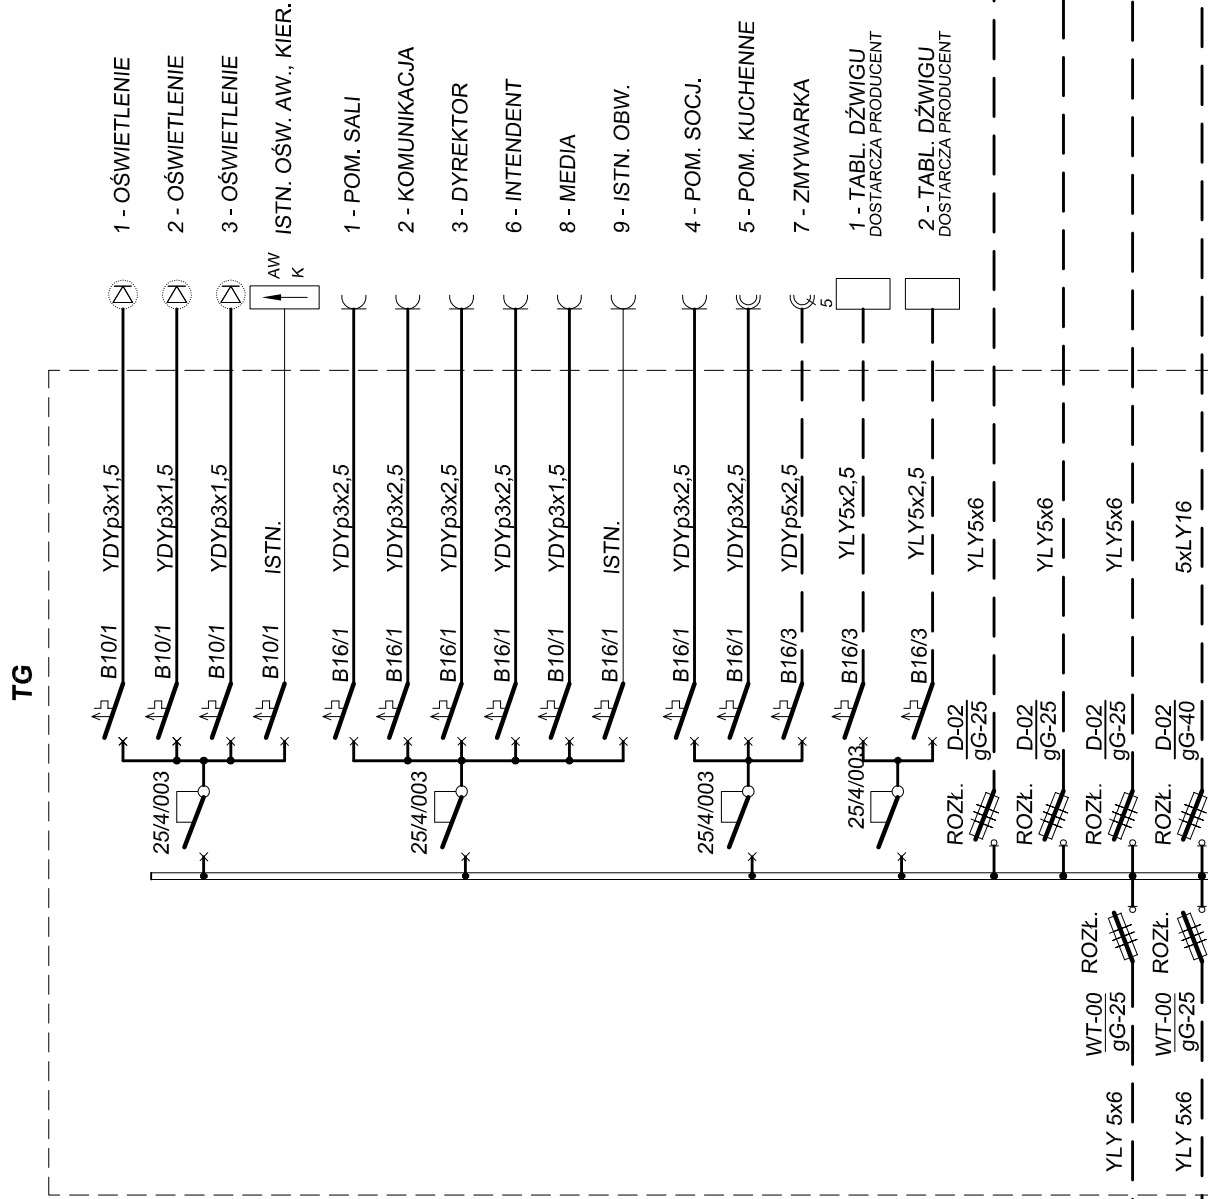 TG
1 - OŚWIETLENIE
2 - OŚWIETLENIE
3 - OŚWIETLENIE
ISTN. OŚW. AW., KIER.
1 - POM. SALI
2 - KOMUNIKACJA
3 - DYREKTOR
6 - INTENDENT
8 - MEDIA
9 - ISTN. OBW.
4 - POM. SOCJ.
5 - POM. KUCHENNE
7 - ZMYWARKA
1 - TABL. DŹWIGU
DOSTARCZA PRODUCENT
2 - TABL. DŹWIGU
DOSTARCZA PRODUCENT
AW
K
5
YDYp3x1,5
YDYp3x1,5
YDYp3x1,5
ISTN.
YDYp3x2,5
YDYp3x2,5
YDYp3x2,5
YDYp3x2,5
YDYp3x1,5
ISTN.
YDYp3x2,5
YDYp3x2,5
YDYp5x2,5
YLY5x2,5
YLY5x2,5
YLY5x6
YLY5x6
YLY5x6
5xLY16
B10/1
B10/1
B10/1
B10/1
B16/1
B16/1
B16/1
B16/1
B10/1
B16/1
B16/1
B16/1
B16/3
B16/3
B16/3
25/4/003
25/4/003
25/4/003
25/4/003
ROZŁ.
D-02
gG-25
ROZŁ.
D-02
gG-25
ROZŁ.
D-02
gG-25
ROZŁ.
D-02
gG-40
WT-00
gG-25
ROZŁ.
WT-00
gG-25
ROZŁ.
YLY 5x6
YLY 5x6